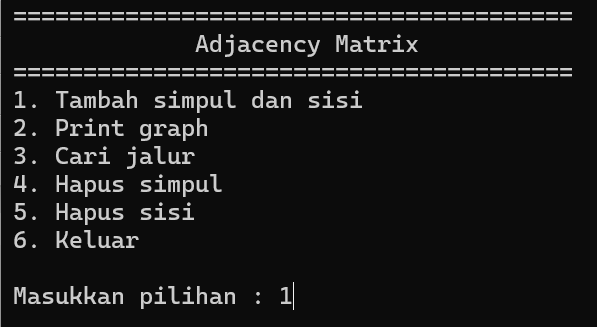 ========================================
Adjacency Matrix
========================================
1. Tambah simpul dan sisi
2. Print graph
3. Cari jalur
4. Hapus simpul
5. Hapus sisi
6. Keluar
Masukkan pilihan : 1